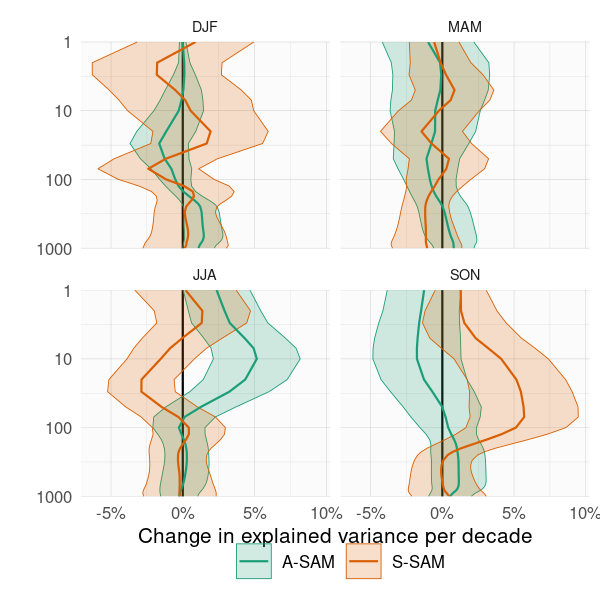 DJF MAM
1
10
100
1000
JJA SON
1
10
100
1000
-5% 0% 5% 10% -5% 0% 5% 10%
Change in explained variance per decade
A-SAM S-SAM